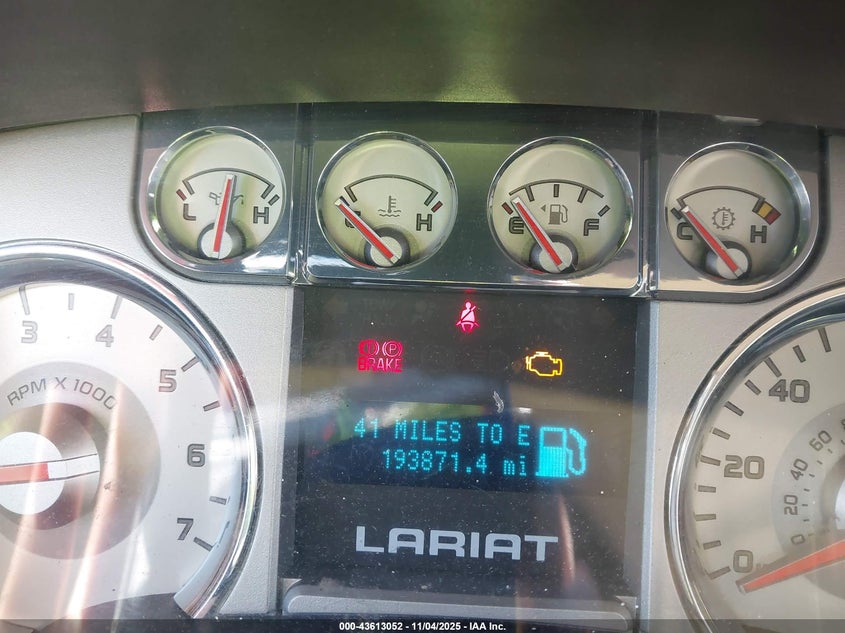 L H
C H
E F
C H
3 4 5 6 7
RPM X 1000
(!) (P)
BRAKE
41 MILES TO E
193871.4 mi
LARIAT
40
20
0
40
20
0
000-43613052 - 11/04/2025 - IAA Inc.